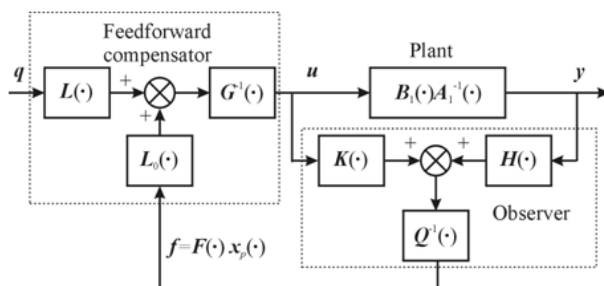 Feedforward
compensator
Plant
q
L(·)
+
G⁻¹(·)
u
B₁(·)A₁⁻¹(·)
y
+
L₀(·)
K(·)
+
+
H(·)
Observer
Q⁻¹(·)
f=F(·) xₚ(·)